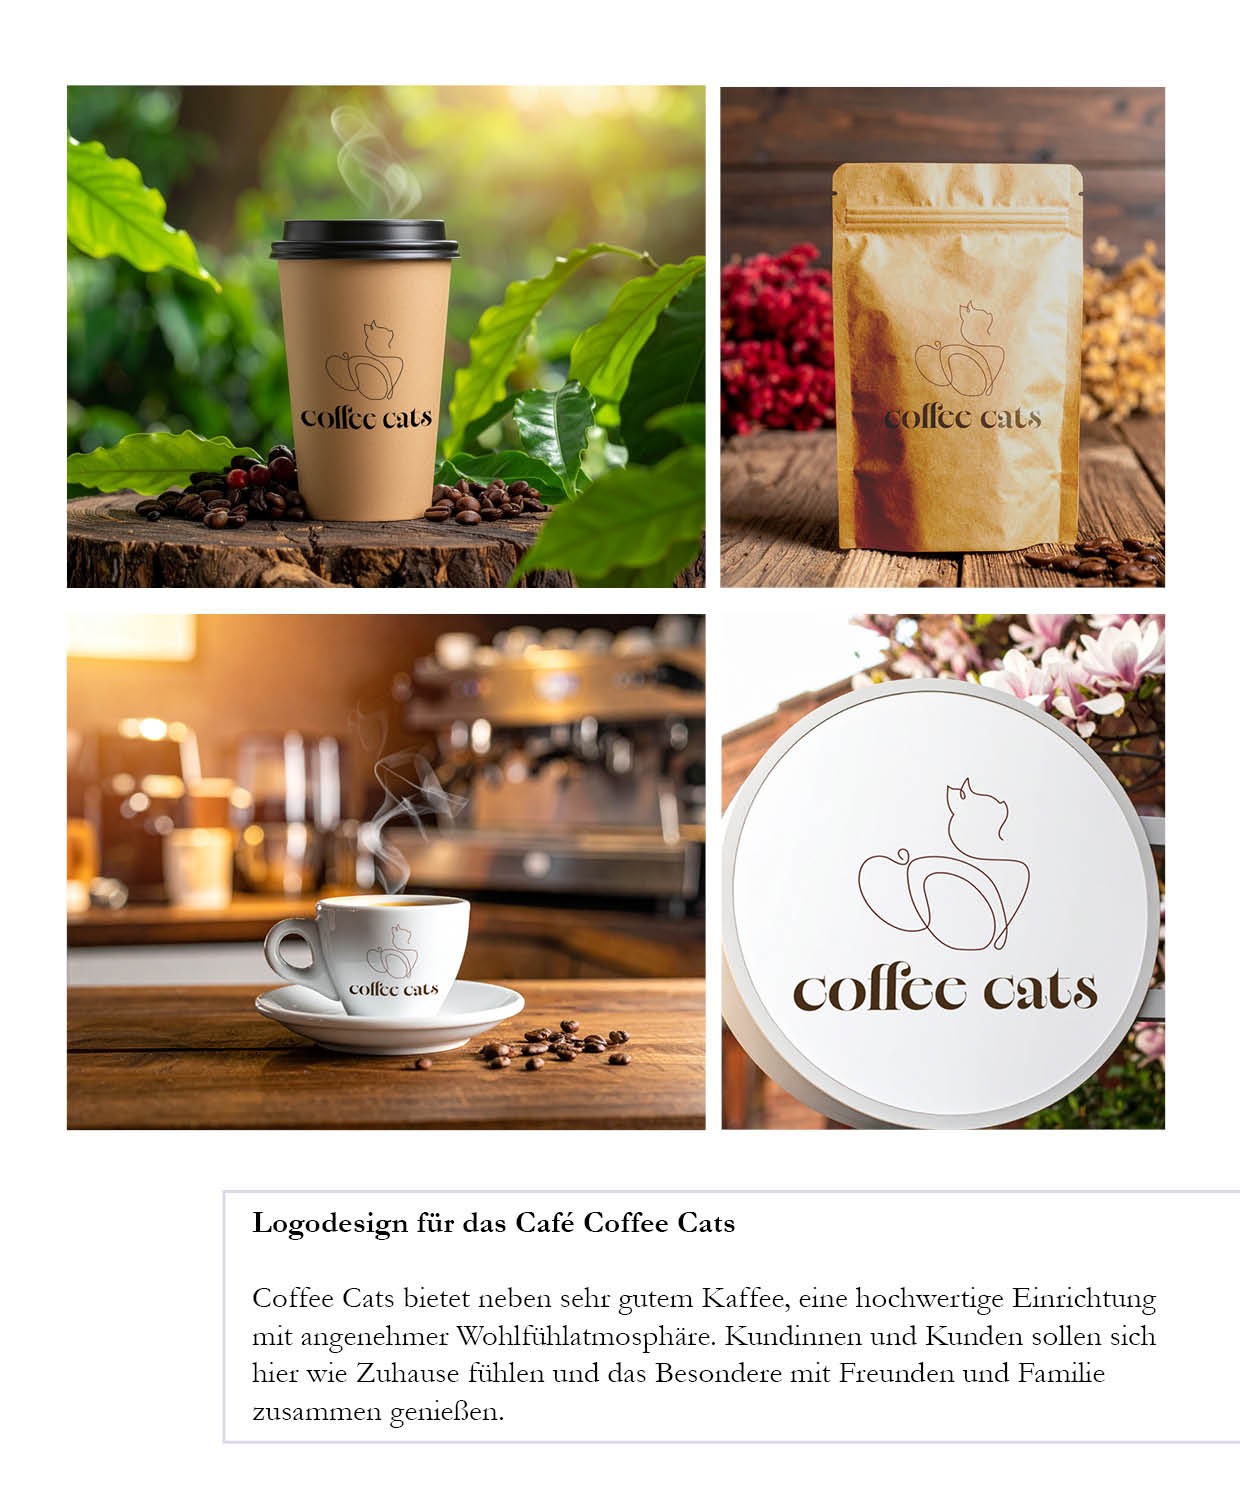 coffee cats
coffee cats
coffee cats
coffee cats
Logodesign für das Café Coffee Cats
Coffee Cats bietet neben sehr gutem Kaffee, eine hochwertige Einrichtung
mit angenehmer Wohlfühlatmosphäre. Kundinnen und Kunden sollen sich
hier wie Zuhause fühlen und das Besondere mit Freunden und Familie
zusammen genießen.